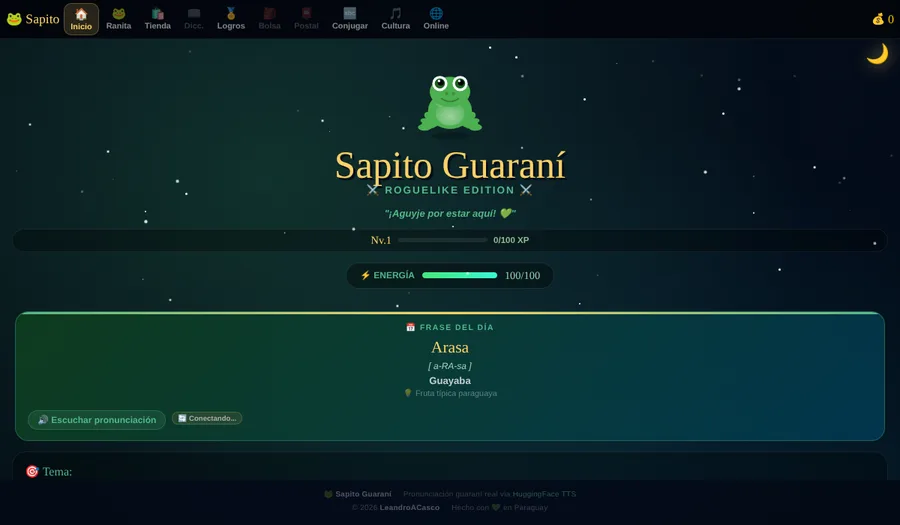 Sapito
Inicio
Ranita
Tienda
Dicc.
Logros
Bolsa
Postal
Conjugar
Cultura
Online
0
Sapito Guaraní
ROGUELIKE EDITION
"¡Aguyje por estar aquí! 💚"
Nv.1 0/100 XP
⚡ ENERGÍA 100/100
📅 FRASE DEL DÍA
Arasa
[ a-RA-sa ]
Guayaba
💡 Fruta típica paraguaya
🔊 Escuchar pronunciación
🔄 Conectando...
🎯 Tema:
🐸 Sapito Guaraní Pronunciación guaraní real vía HuggingFace TTS
© 2026 LeandroACasco Hecho con 💚 en Paraguay